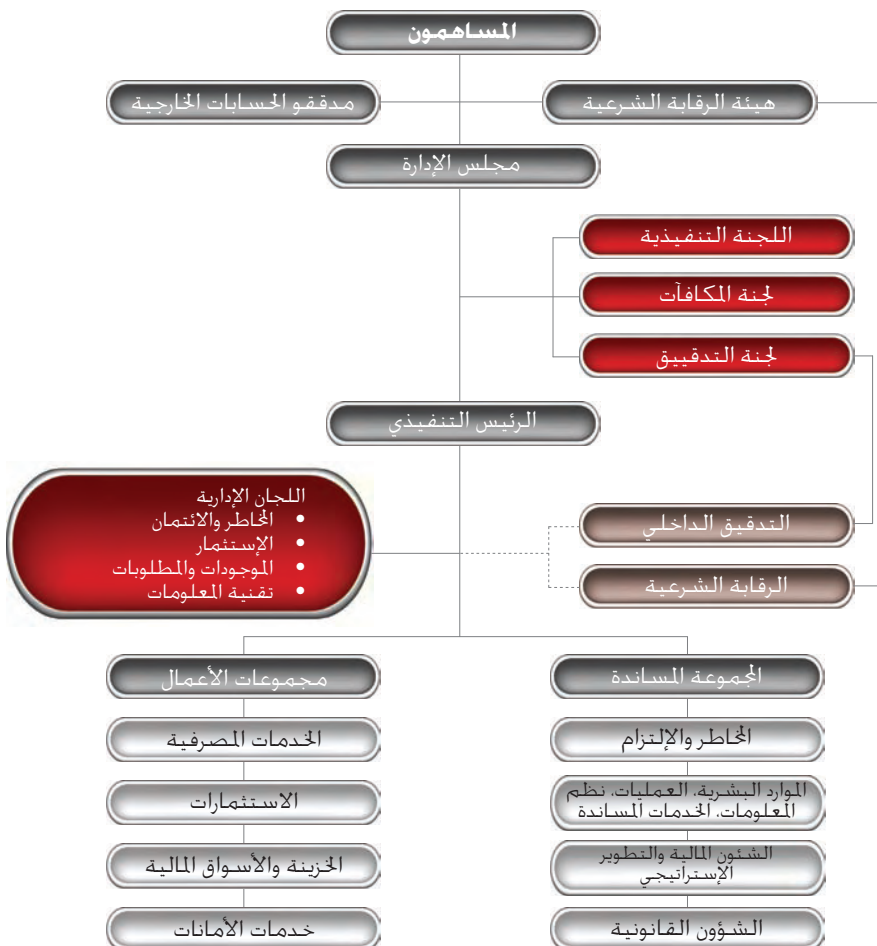 المساهمون
هيئة الرقابة الشرعية
مدققو الحسابات الخارجية
مجلس الإدارة
اللجنة التنفيذية
لجنة المكافآت
لجنة التدقييق
الرئيس التنفيذي
اللجان الإدارية
• المخاطر والائتمان
• الإستثمار
• الموجودات والمطلوبات
• تقنية المعلومات
التدقيق الداخلي
الرقابة الشرعية
المجموعة المساندة
المخاطر والإلتزام
الموارد البشرية، العمليات، نظم
المعلومات، الخدمات المساندة
الشئون المالية والتطوير
الإستراتيجي
الشؤون القانونية
مجموعات الأعمال
الخدمات المصرفية
الاستثمارات
الخزينة والأسواق المالية
خدمات الأمانات